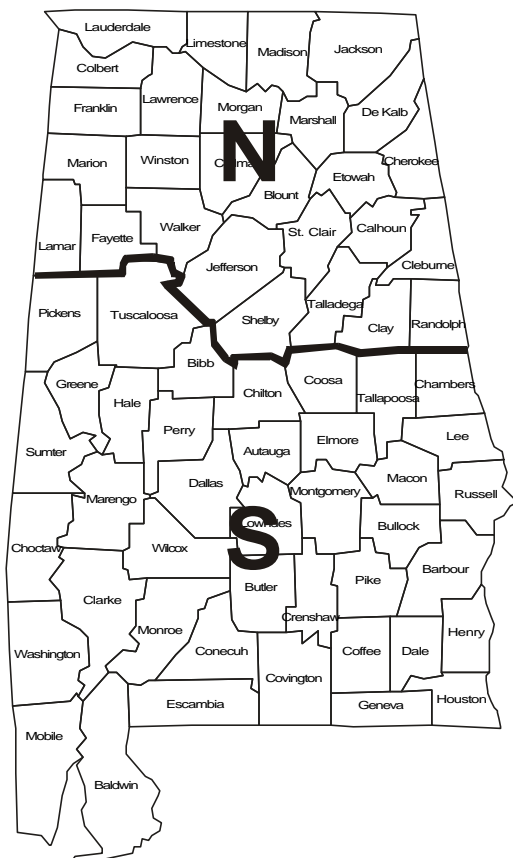 Lauderdale
Limestone
Madison
Jackson
Colbert
Lawrence
Franklin
Morgan
Marshall
De Kalb
N
Marion
Winston
Cherokee
Etowah
Blount
Walker
St. Clair
Calhoun
Lamar
Fayette
Jefferson
Cleburne
Talladega
Pickens
Tuscaloosa
Shelby
Clay
Randolph
Bibb
Greene
Hale
Chilton
Coosa
Tallapoosa
Chambers
Perry
Autauga
Elmore
Lee
Sumter
Dallas
Macon
Marengo
Montgomery
Russell
Lowndes
S
Bullock
Choctaw
Wilcox
Pike
Barbour
Clarke
Butler
Monroe
Crenshaw
Henry
Washington
Conecuh
Coffee
Dale
Covington
Escambia
Geneva
Houston
Mobile
Baldwin